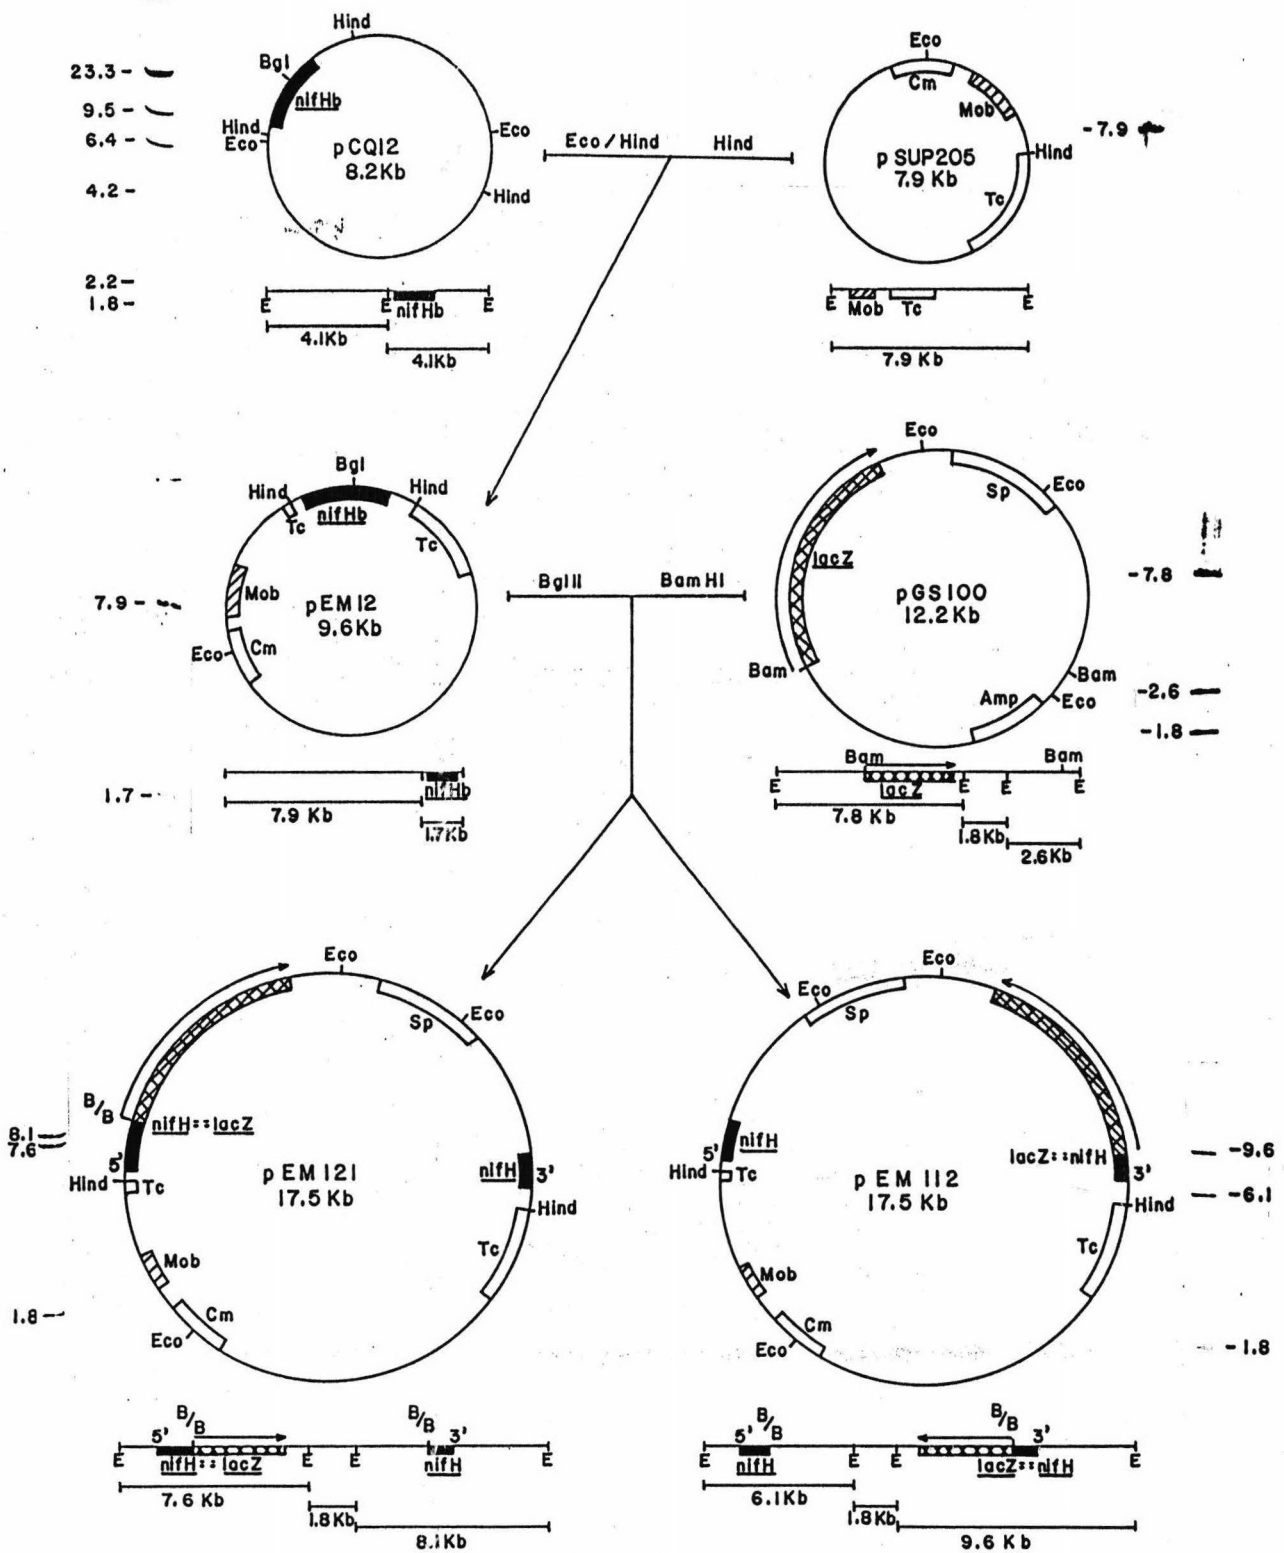 23.3-
9.5-
6.4-
4.2-
2.2-
1.8-
Hind
Bgl
nifHb
Hind
Eco
pCQ12
8.2Kb
Eco
Hind
E
E
nifHb
E
4.1Kb
4.1Kb
Eco/Hind
Hind
Eco
Cm
Mob
Hind
pSUP205
7.9 Kb
Tc
-7.9
E
Mob
Tc
E
7.9 Kb
7.9-
1.7-
Bgl
Hind
Hind
Tc
nifHb
Tc
Mob
pEM12
9.6Kb
Eco
Cm
nifHb
7.9 Kb
1.7Kb
BglII
BamHI
Eco
Sp
Eco
lacZ
pGS100
12.2Kb
Bam
Bam
Eco
Amp
-7.8
-2.6
-1.8
Bam
Bam
E
lacZ
E
E
E
7.8 Kb
1.8Kb
2.6Kb
8.1
7.6
1.8-
Eco
Sp
Eco
B/B
nifH::lacZ
5'
Hind
Tc
pEM121
17.5 Kb
nifH
3'
Hind
Tc
Mob
Cm
Eco
5'
B/B
B/B
3'
E
nifH::lacZ
E
E
nifH
E
7.6 Kb
1.8Kb
8.1Kb
Eco
Eco
Sp
5'
nifH
Hind
Tc
pEM112
17.5 Kb
lacZ::nifH
3'
Hind
Tc
Mob
Cm
Eco
-9.6
-6.1
-1.8
5'
B/B
B/B
3'
E
nifH
E
E
lacZ::nifH
E
6.1Kb
1.8Kb
9.6 Kb